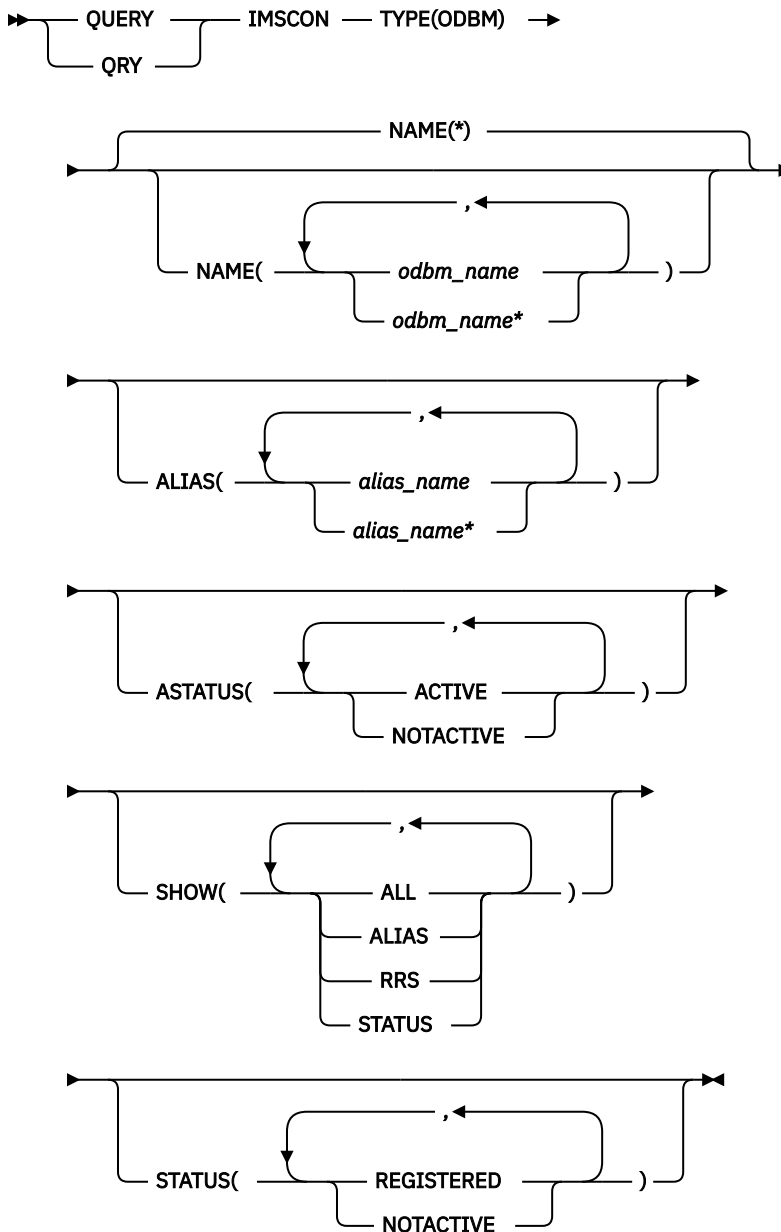 QUERY IMSCON TYPE(ODBM)
QRY
NAME(*)
,
NAME( odbm_name )
odbm_name*
,
ALIAS( alias_name )
alias_name*
,
ASTATUS( ACTIVE )
NOTACTIVE
,
SHOW( ALL )
ALIAS
RRS
STATUS
,
STATUS( REGISTERED )
NOTACTIVE